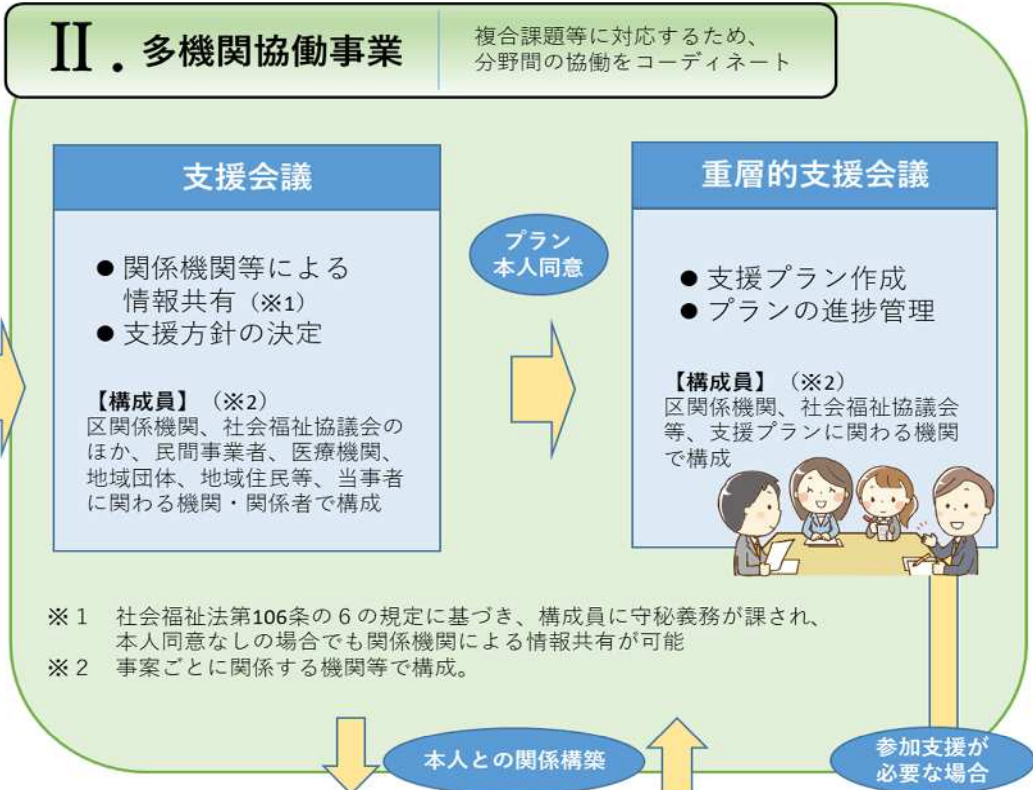 Ⅱ．多機関協働事業
複合課題等に対応するため、
分野間の協働をコーディネート
支援会議
●関係機関等による
情報共有（※1）
●支援方針の決定
【構成員】（※2）
区関係機関、社会福祉協議会の
ほか、民間事業者、医療機関、
地域団体、地域住民等、当事者
に関わる機関・関係者で構成
プラン
本人同意
重層的支援会議
●支援プラン作成
●プランの進捗管理
【構成員】（※2）
区関係機関、社会福祉協議会
等、支援プランに関わる機関
で構成
※１　社会福祉法第106条の６の規定に基づき、構成員に守秘義務が課され、
本人同意なしの場合でも関係機関による情報共有が可能
※２　事案ごとに関係する機関等で構成。
本人との関係構築
参加支援が
必要な場合